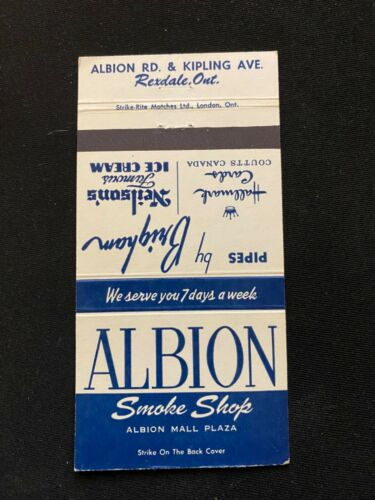 ALBION RD. & KIPLING AVE.
Rexdale, Ont.
Strike-Rite Matches Ltd., London, Ont.
PIPES by Brigham
Hallmark
Cards
COUTTS CANADA
Neilson's
Famous
ICE CREAM
We serve you 7 days a week
ALBION
Smoke Shop
ALBION MALL PLAZA
Strike On The Back Cover